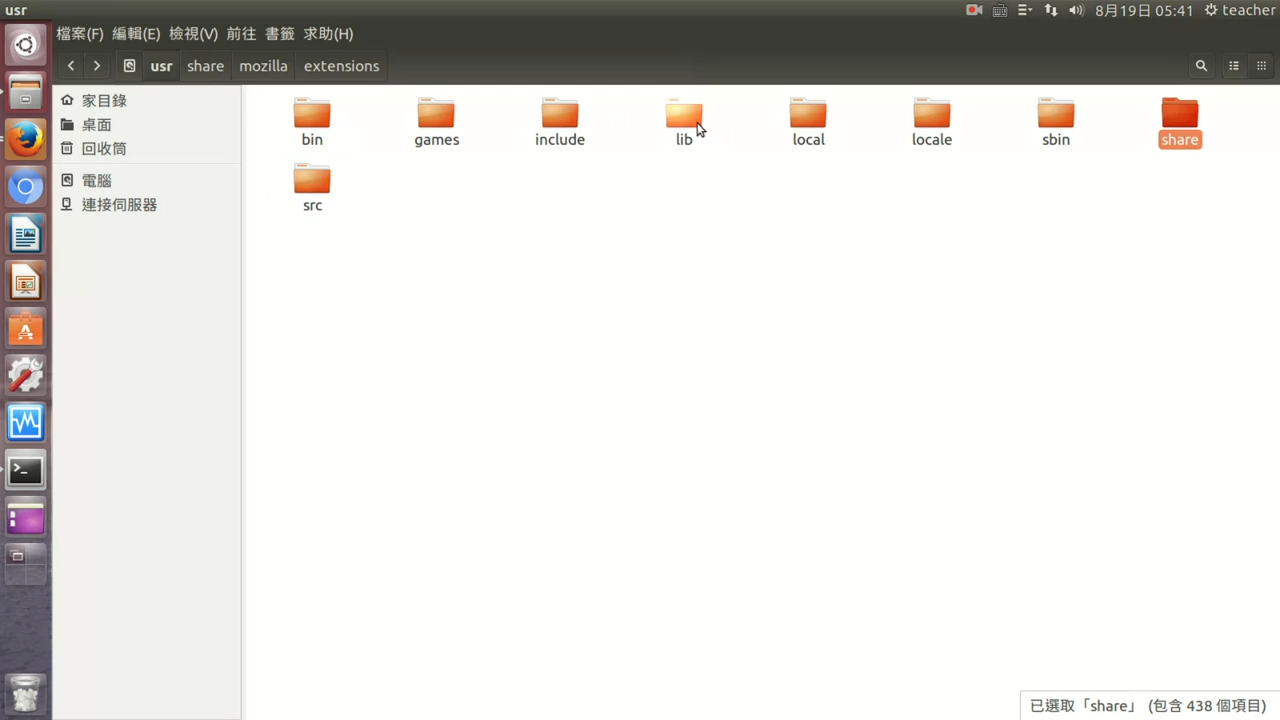 usr
8月19日 05:41 teacher
檔案(F) 編輯(E) 檢視(V) 前往 書籤 求助(H)
usr share mozilla extensions
家目錄
桌面
回收筒
電腦
連接伺服器
bin games include lib local locale sbin share
src
已選取「share」 (包含 438 個項目)